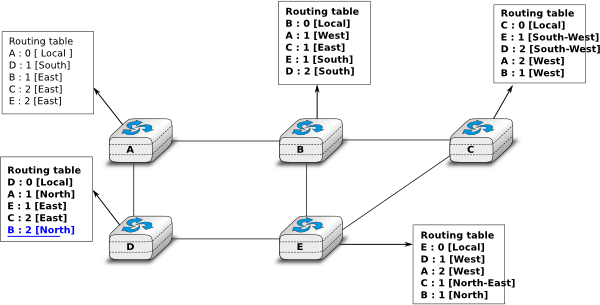 Routing table
A : 0 [ Local ]
D : 1 [South]
B : 1 [East]
C : 2 [East]
E : 2 [East]
Routing table
B : 0 [Local]
A : 1 [West]
C : 1 [East]
E : 1 [South]
D : 2 [South]
Routing table
C : 0 [Local]
E : 1 [South-West]
D : 2 [South-West]
A : 2 [West]
B : 1 [West]
A
B
C
Routing table
D : 0 [Local]
A : 1 [North]
E : 1 [East]
C : 2 [East]
B : 2 [North]
D
E
Routing table
E : 0 [Local]
D : 1 [West]
A : 2 [West]
C : 1 [North-East]
B : 1 [North]